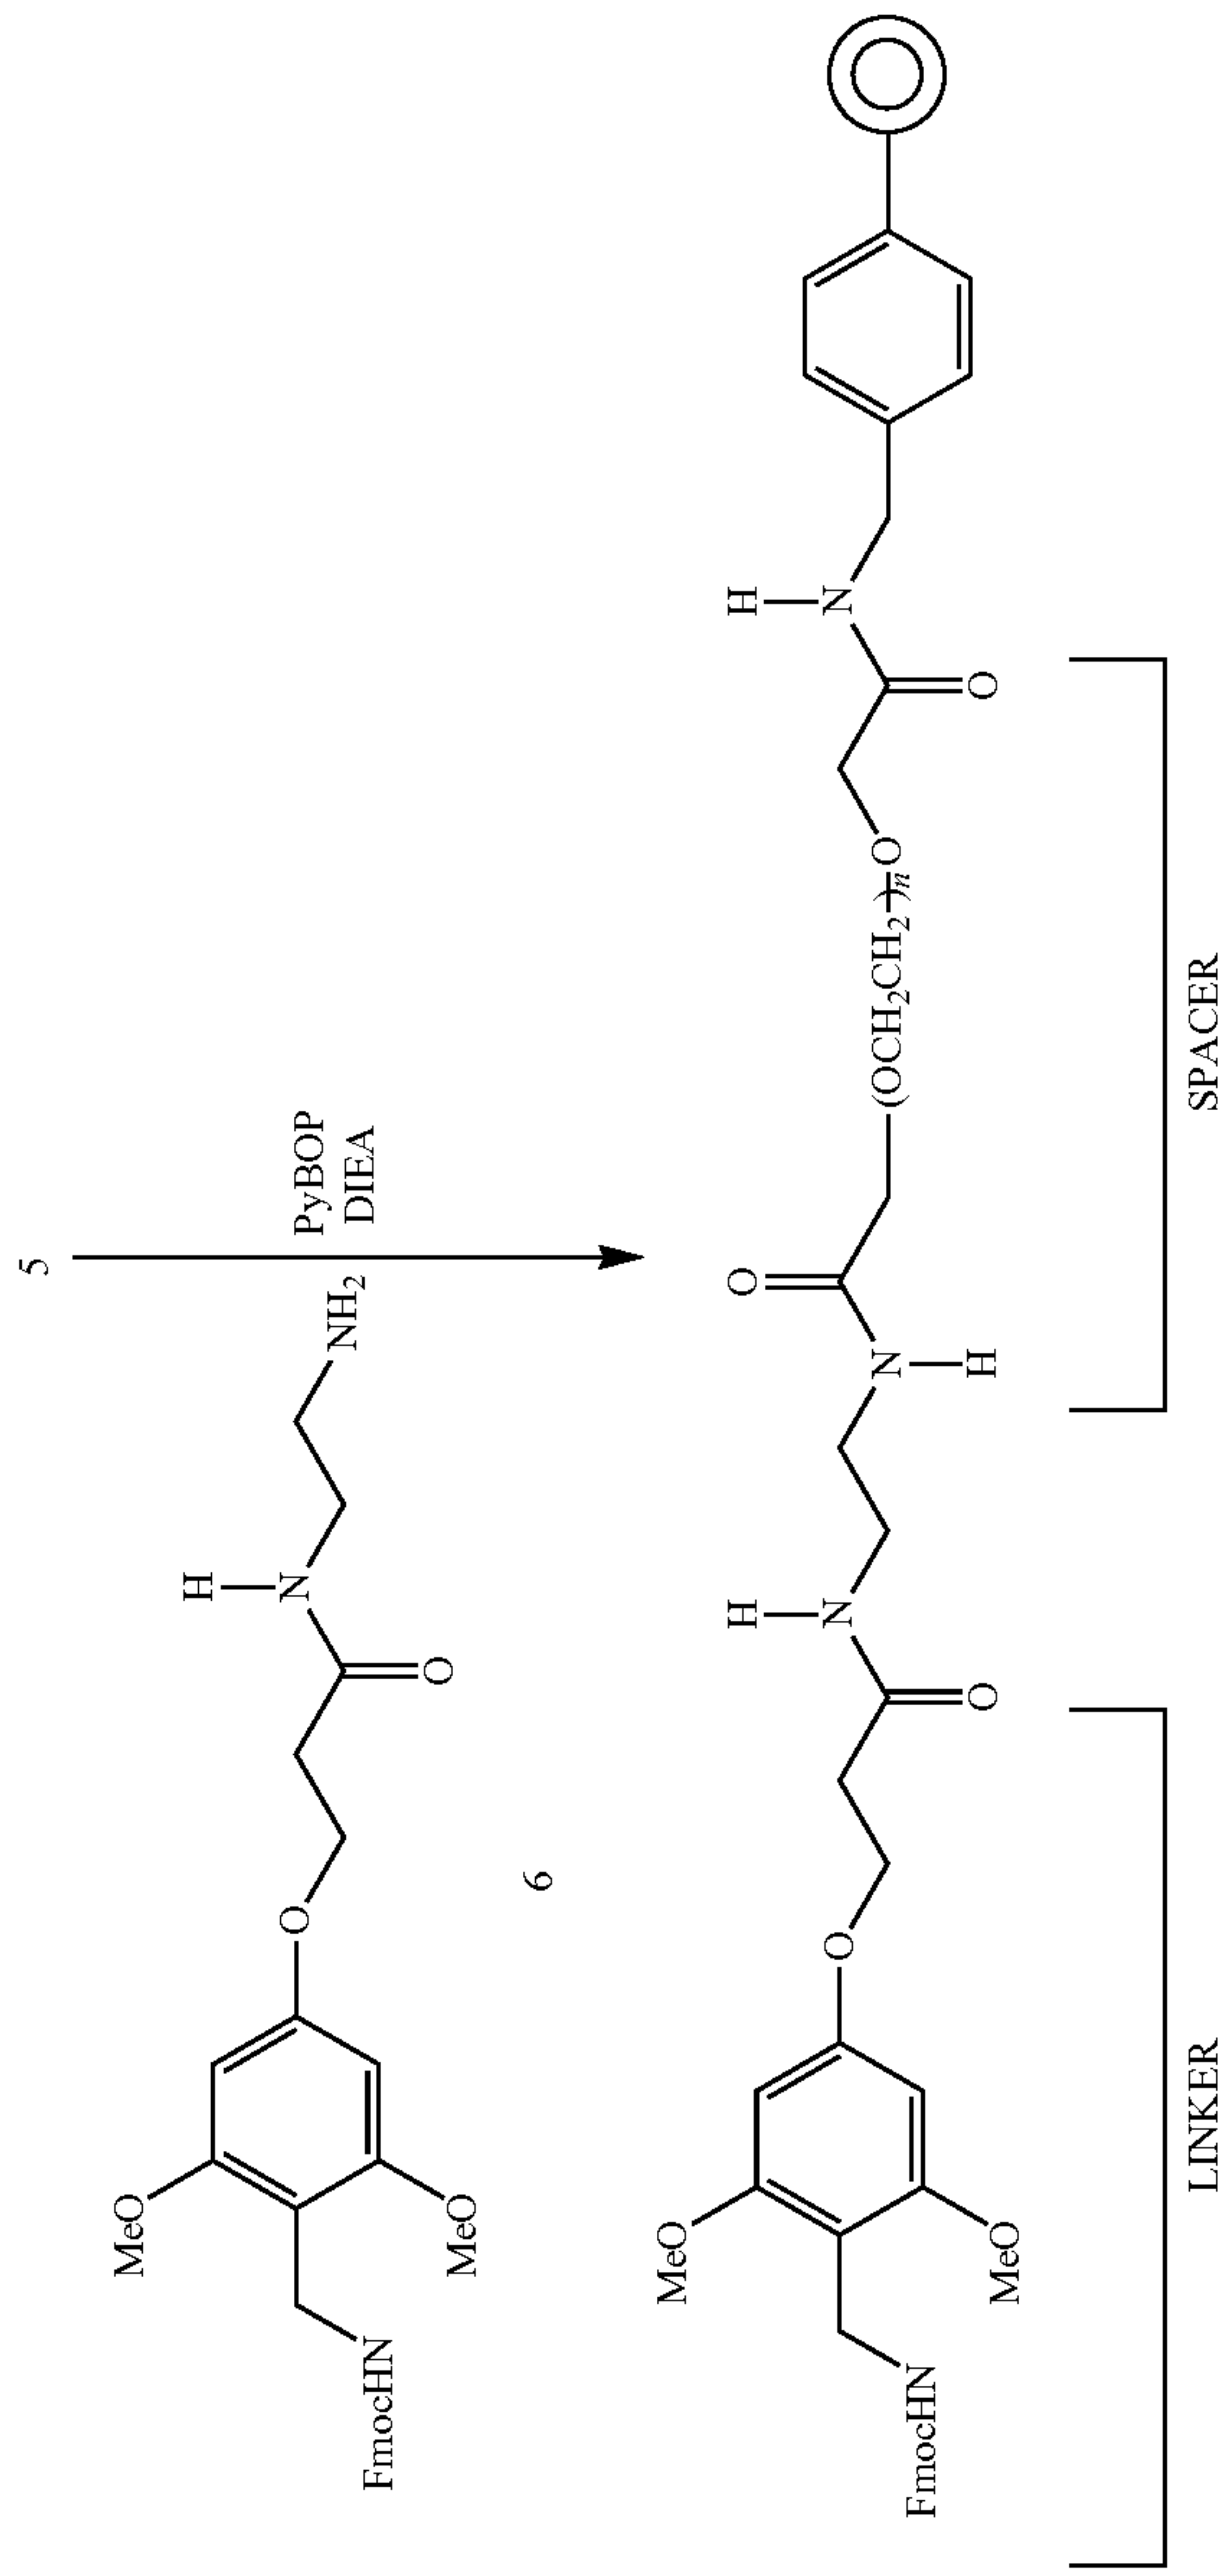 5
MeO
H
O N PyBOP
NH₂ DIEA
FmocHN
O
MeO
6
MeO
H O H
O N N
N (OCH₂CH₂)n O
FmocHN
O H O
MeO
LINKER SPACER